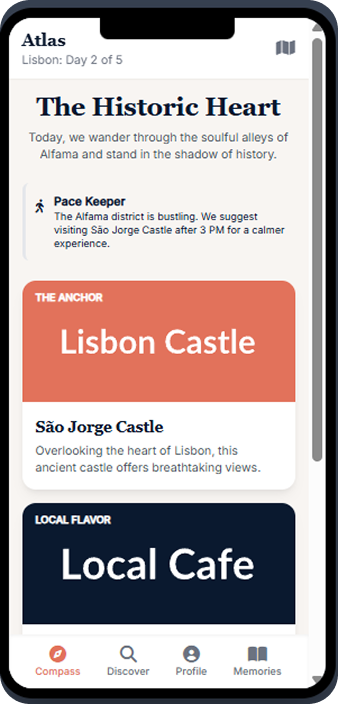 Atlas
Lisbon: Day 2 of 5
The Historic Heart
Today, we wander through the soulful alleys of
Alfama and stand in the shadow of history.
Pace Keeper
The Alfama district is bustling. We suggest
visiting São Jorge Castle after 3 PM for a calmer
experience.
THE ANCHOR
Lisbon Castle
São Jorge Castle
Overlooking the heart of Lisbon, this
ancient castle offers breathtaking views.
LOCAL FLAVOR
Local Cafe
Compass Discover Profile Memories